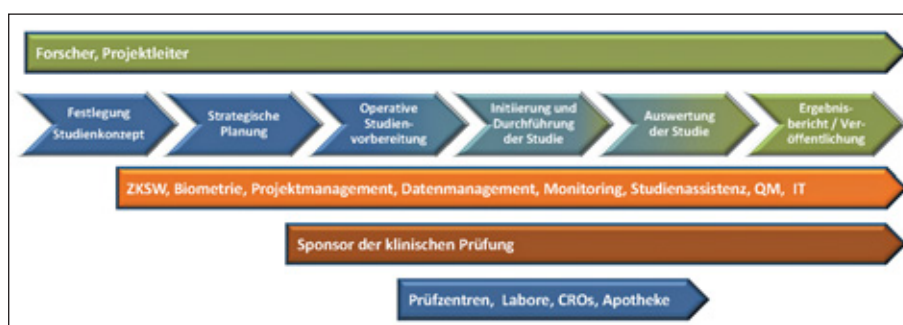 Forscher, Projektleiter
Festlegung
Studienkonzept
Strategische
Planung
Operative
Studien-
vorbereitung
Initiierung und
Durchführung
der Studie
Auswertung
der Studie
Ergebnis-
bericht / Ver-
öffentlichung
ZKSW, Biometrie, Projektmanagement, Datenmanagement, Monitoring, Studienassistenz, QM, IT
Sponsor der klinischen Prüfung
Prüfzentren, Labore, CROs, Apotheke